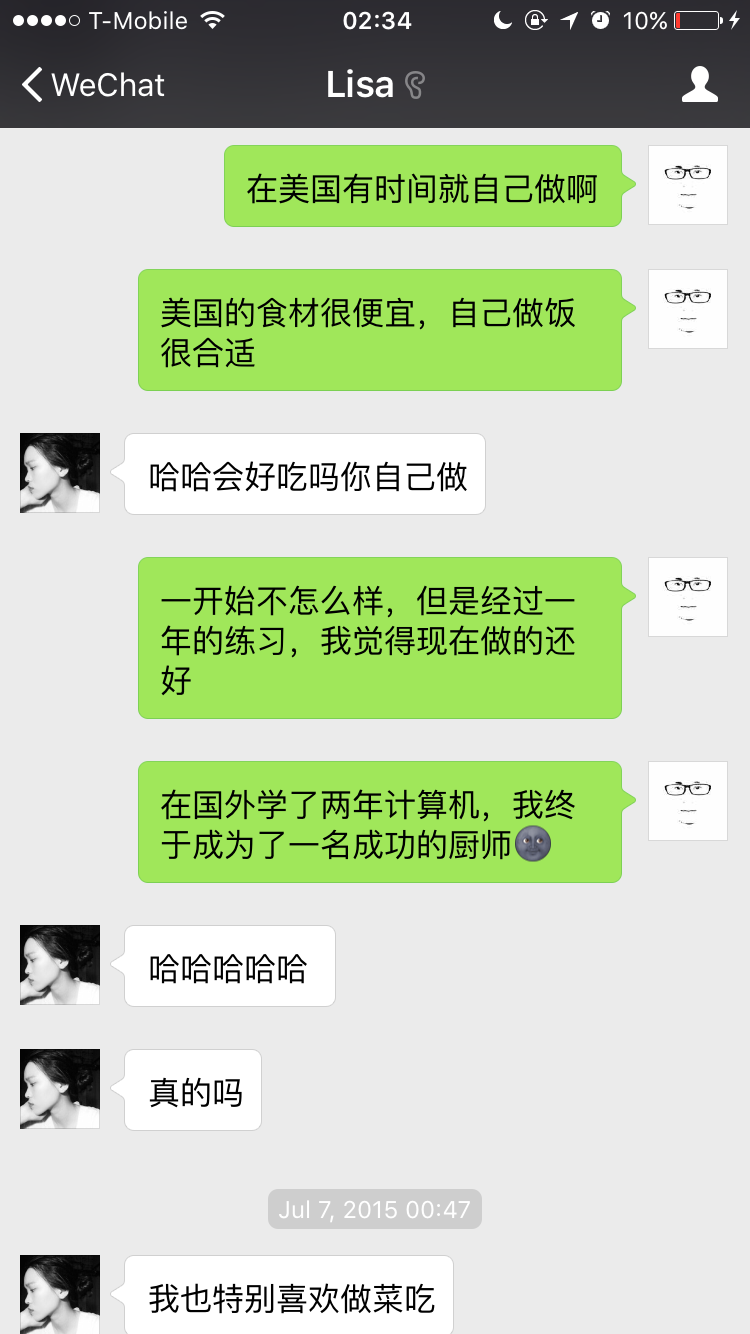 T-Mobile 02:34 10%
WeChat Lisa
在美国有时间就自己做啊
美国的食材很便宜，自己做饭
很合适
哈哈会好吃吗你自己做
一开始不怎么样，但是经过一
年的练习，我觉得现在做的还
好
在国外学了两年计算机，我终
于成为了一名成功的厨师🌚
哈哈哈哈哈
真的吗
Jul 7, 2015 00:47
我也特别喜欢做菜吃